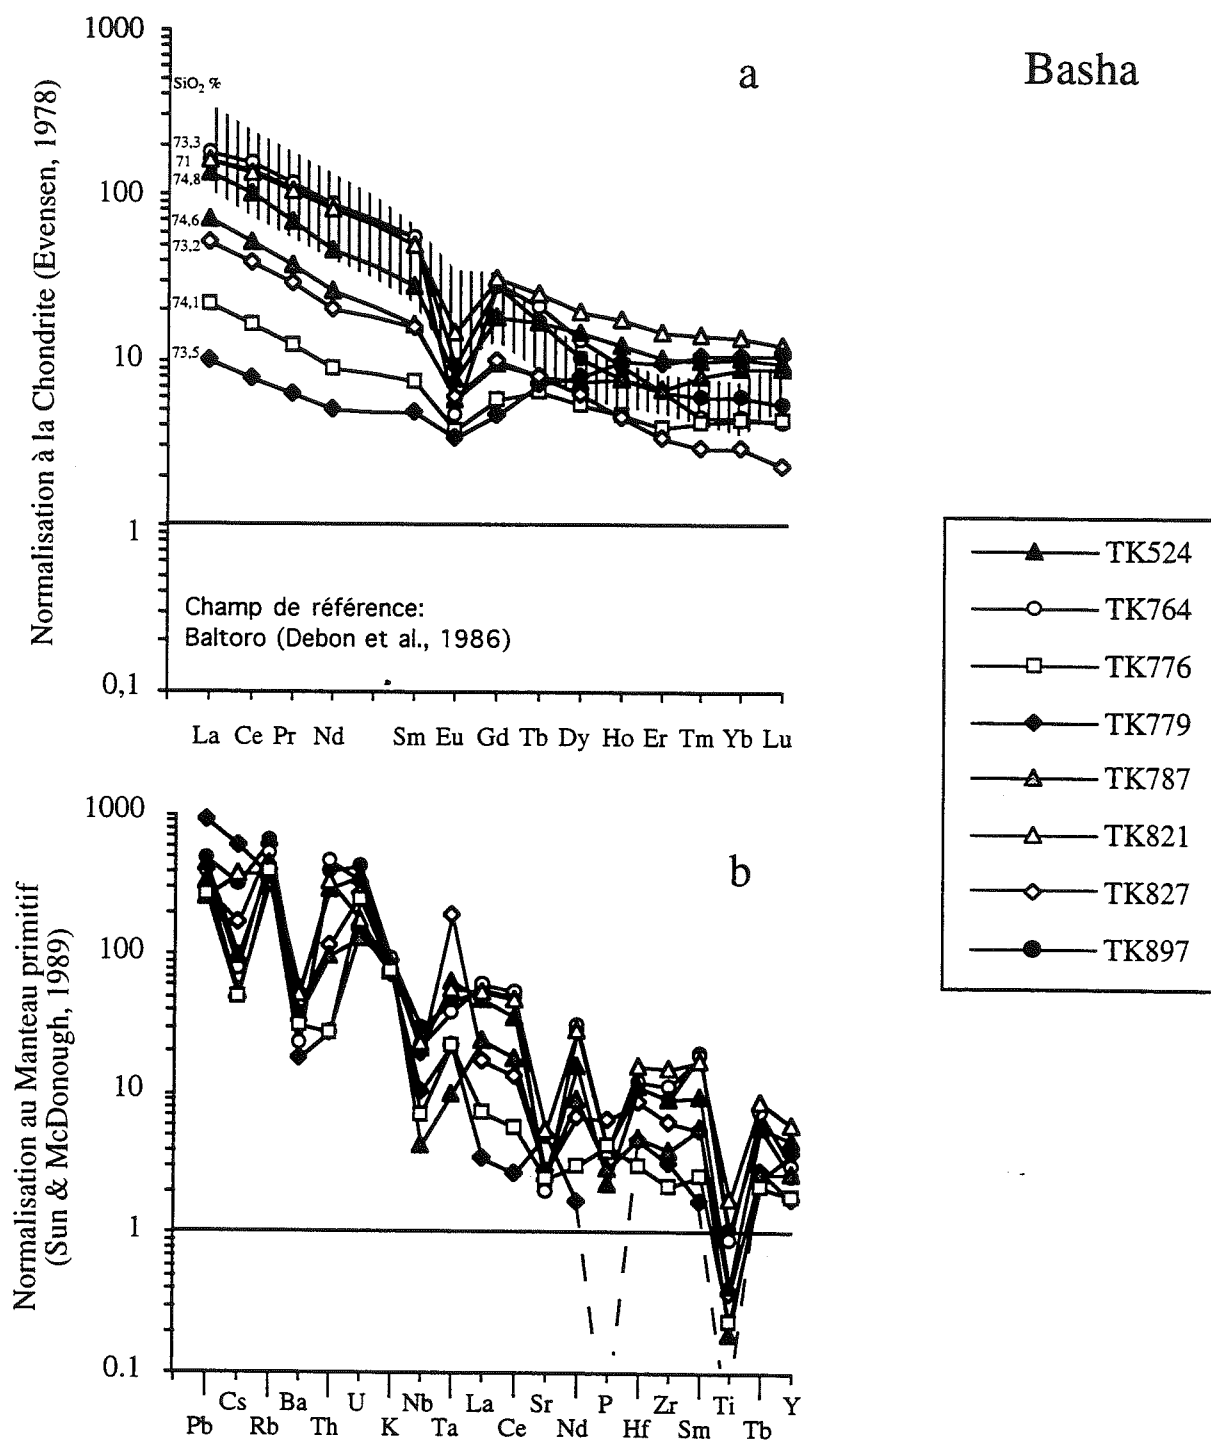 Basha
a
Normalisation à la Chondrite (Evensen, 1978)
1000
100
10
1
0,1
SiO2 %
73.3
71
74.8
74.6
73.2
74.1
73.5
Champ de référence:
Baltoro (Debon et al., 1986)
La Ce Pr Nd Sm Eu Gd Tb Dy Ho Er Tm Yb Lu
TK524
TK764
TK776
TK779
TK787
TK821
TK827
TK897
b
Normalisation au Manteau primitif
(Sun & McDonough, 1989)
1000
100
10
1
0.1
Cs Ba U Nb La Sr P Zr Ti Y
Pb Rb Th K Ta Ce Nd Hf Sm Tb